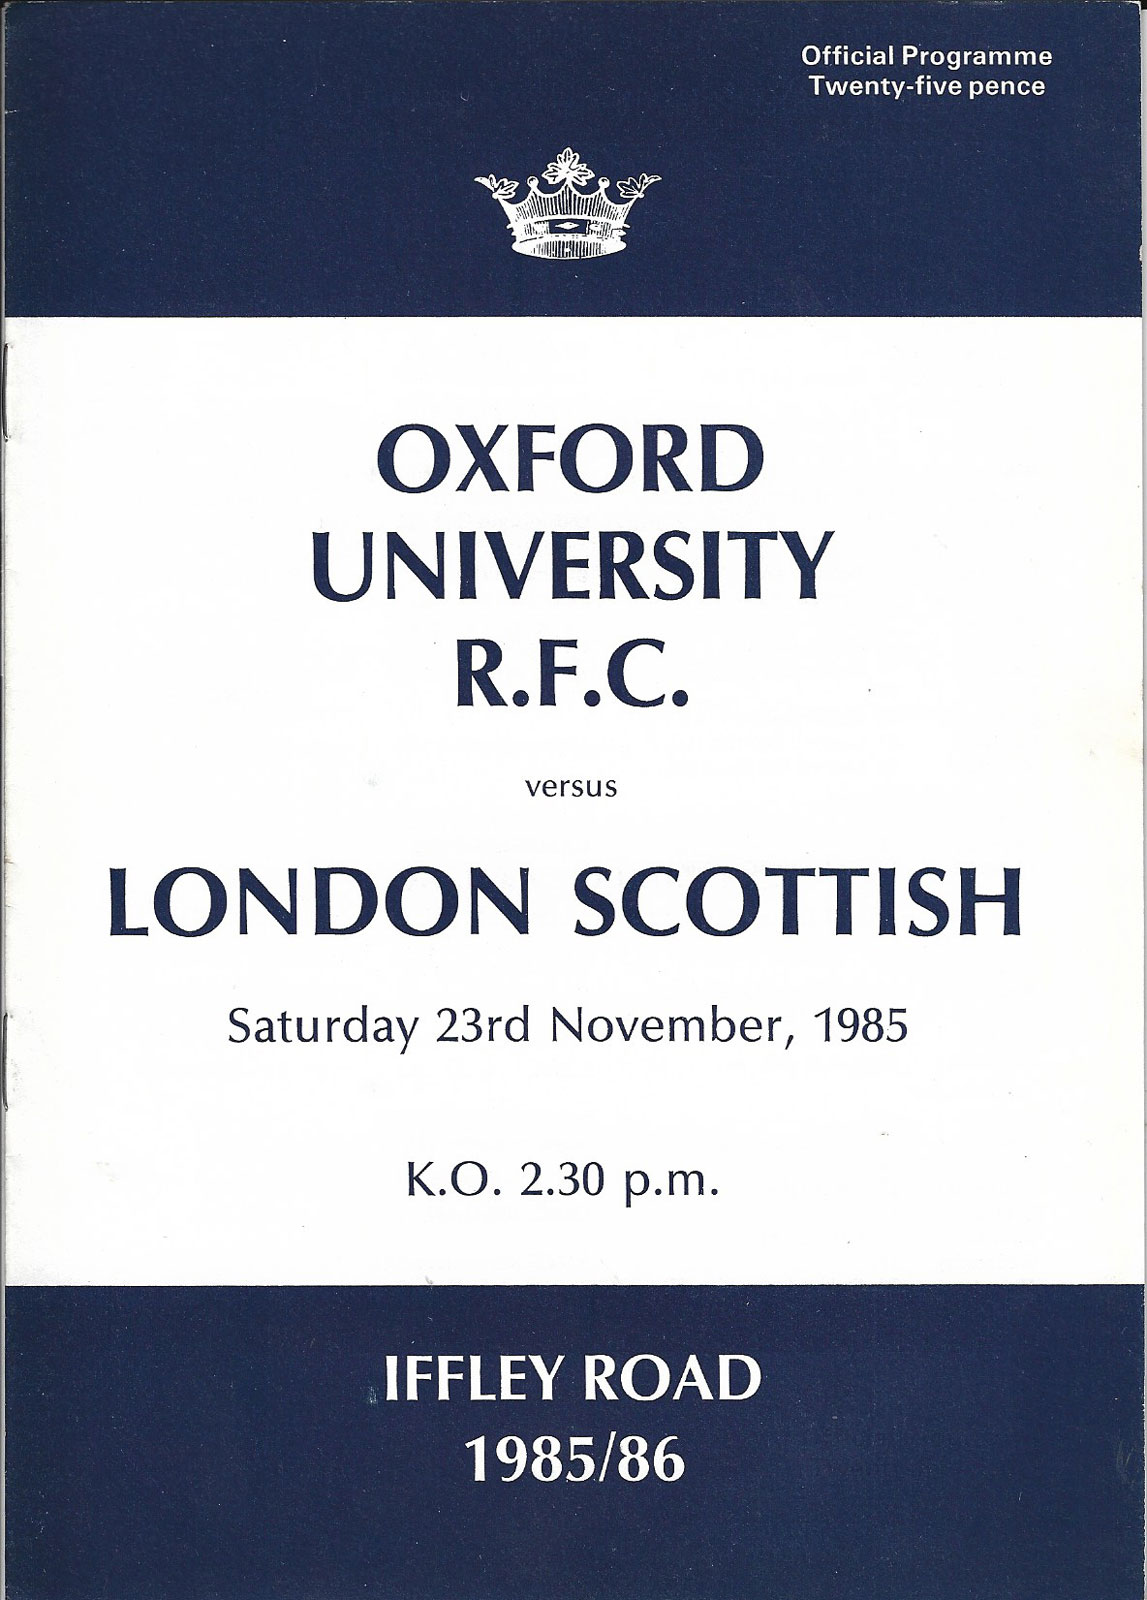 Official Programme
Twenty-five pence
OXFORD
UNIVERSITY
R.F.C.
versus
LONDON SCOTTISH
Saturday 23rd November, 1985
K.O. 2.30 p.m.
IFFLEY ROAD
1985/86